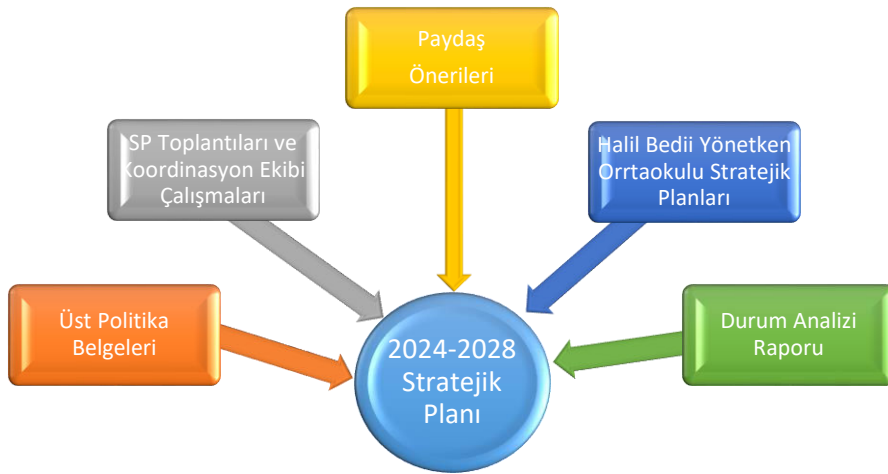 Paydaş
Önerileri
SP Toplantıları ve
Koordinasyon Ekibi
Çalışmaları
Halil Bedii Yönetken
Orrtaokulu Stratejik
Planları
Üst Politika
Belgeleri
Durum Analizi
Raporu
2024-2028
Stratejik
Planı